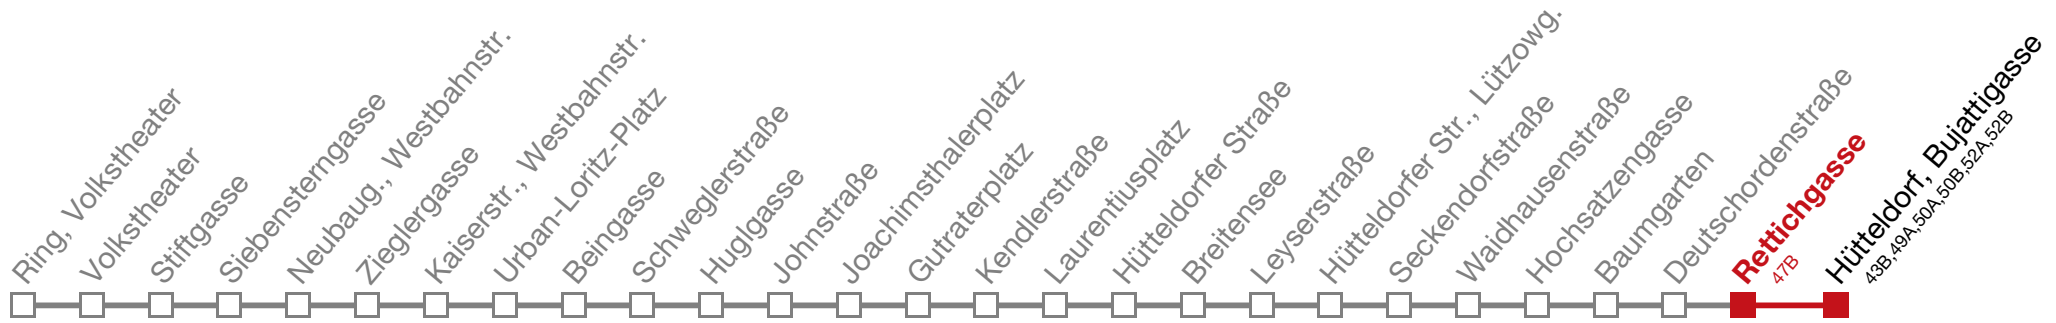 Ring, Volkstheater
Volkstheater
Stiftgasse
Siebensterngasse
Neubaug., Westbahnstr.
Zieglergasse
Kaiserstr., Westbahnstr.
Urban-Loritz-Platz
Beingasse
Schweglerstraße
Huglgasse
Johnstraße
Joachimsthalerplatz
Gutraterplatz
Kendlerstraße
Laurentiusplatz
Hütteldorfer Straße
Breitensee
Leyserstraße
Hütteldorfer Str., Lützowg.
Seckendorfstraße
Waidhausenstraße
Hochsatzengasse
Baumgarten
Deutschordenstraße
Rettichgasse
47B
Hütteldorf, Bujattigasse
43B,49A,50A,50B,52A,52B